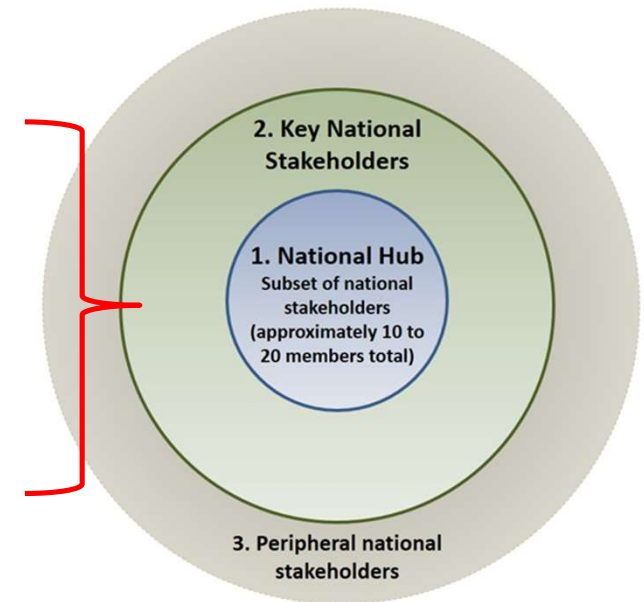 2. Key National
Stakeholders
1. National Hub
Subset of national
stakeholders
(approximately 10 to
20 members total)
3. Peripheral national
stakeholders